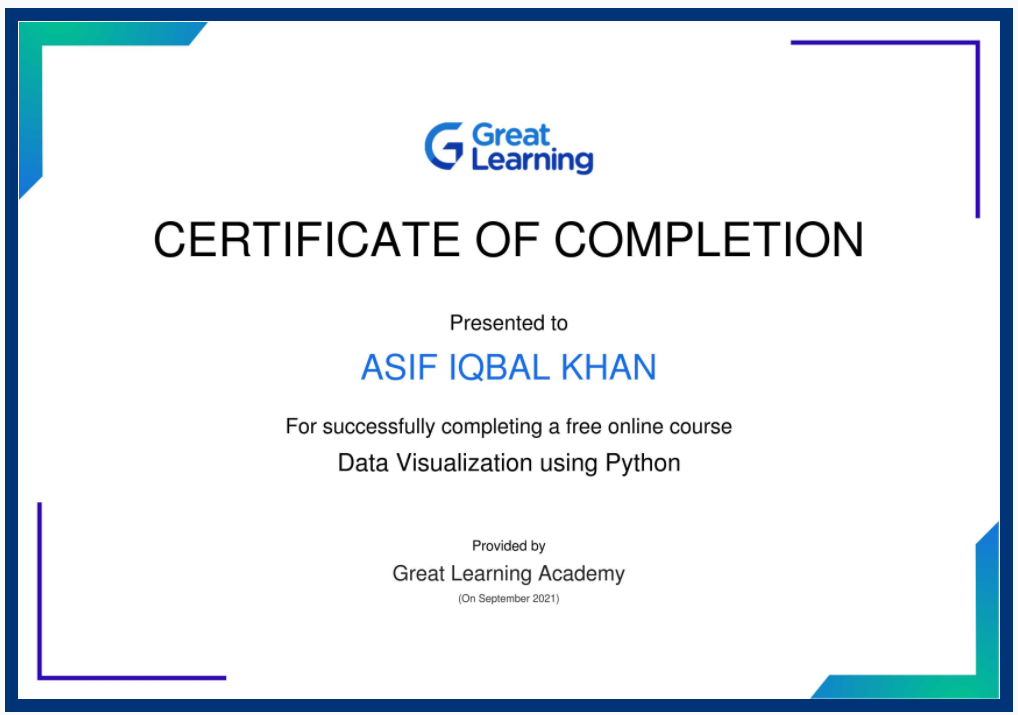 Great
Learning
CERTIFICATE OF COMPLETION
Presented to
ASIF IQBAL KHAN
For successfully completing a free online course
Data Visualization using Python
Provided by
Great Learning Academy
(On September 2021)